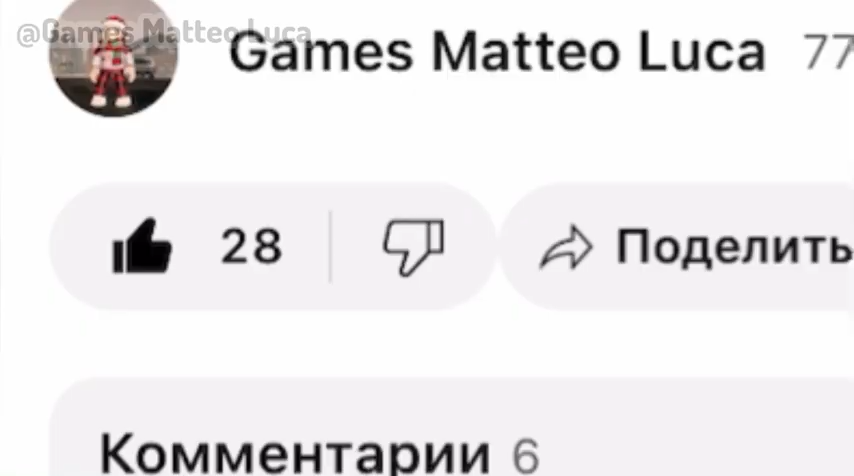 @Games Matteo Luca
Games Matteo Luca 77
28
Поделить
Комментарии 6